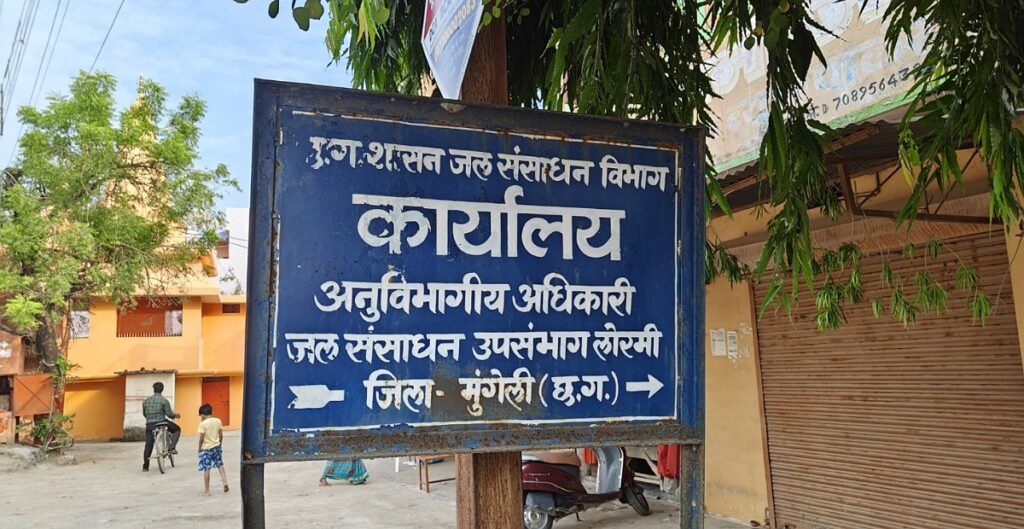 छ.ग. शासन जल संसाधन विभाग
कार्यालय
अनुविभागीय अधिकारी
जल संसाधन उपसंभाग लोरमी
जिला - मुंगेली (छ.ग.)